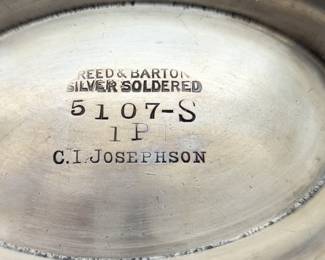 REED & BARTON
SILVER SOLDERED
5107-S
1P
C.I.JOSEPHSON